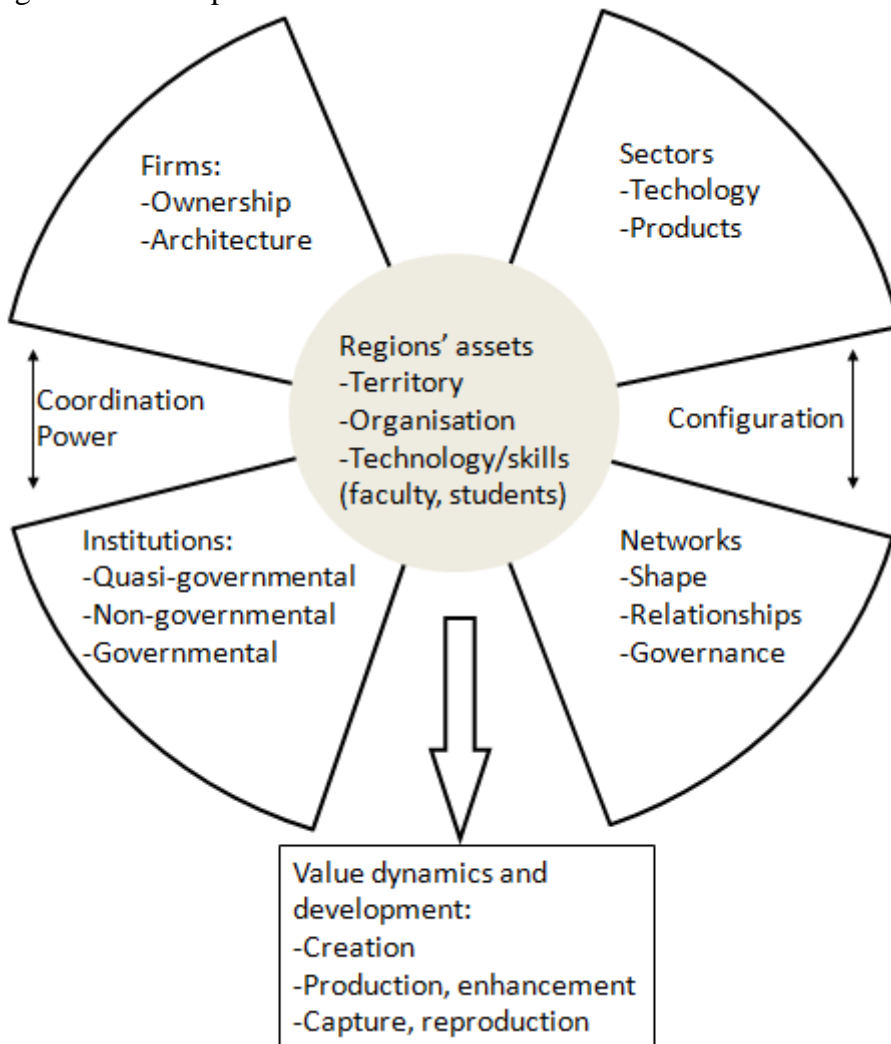 Firms:
-Ownership
-Architecture
Sectors
-Techology
-Products
Regions’ assets
-Territory
-Organisation
-Technology/skills
(faculty, students)
Coordination
Power
Configuration
Institutions:
-Quasi-governmental
-Non-governmental
-Governmental
Networks
-Shape
-Relationships
-Governance
Value dynamics and
development:
-Creation
-Production, enhancement
-Capture, reproduction